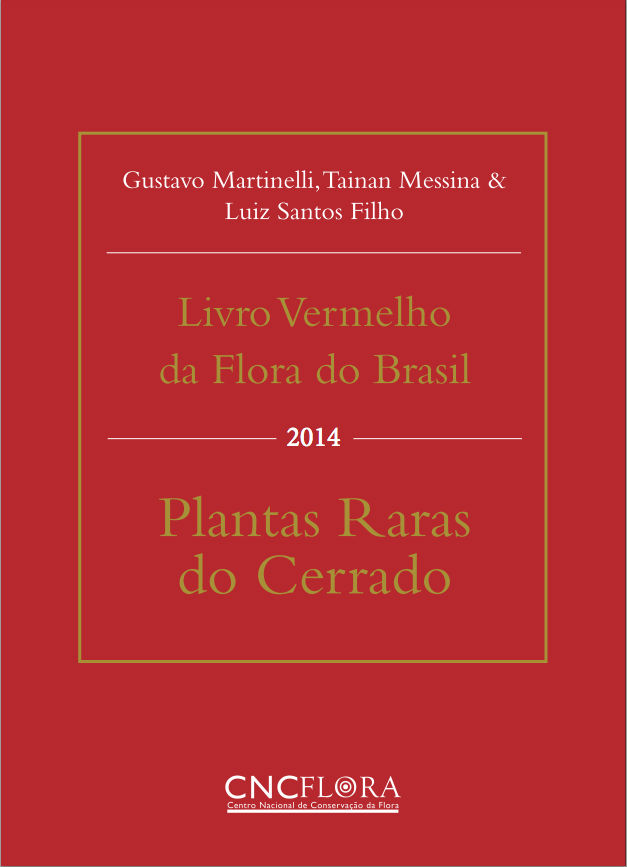 Gustavo Martinelli, Tainan Messina &
Luiz Santos Filho
Livro Vermelho
da Flora do Brasil
2014
Plantas Raras
do Cerrado
CNCFLORA
Centro Nacional de Conservação da Flora